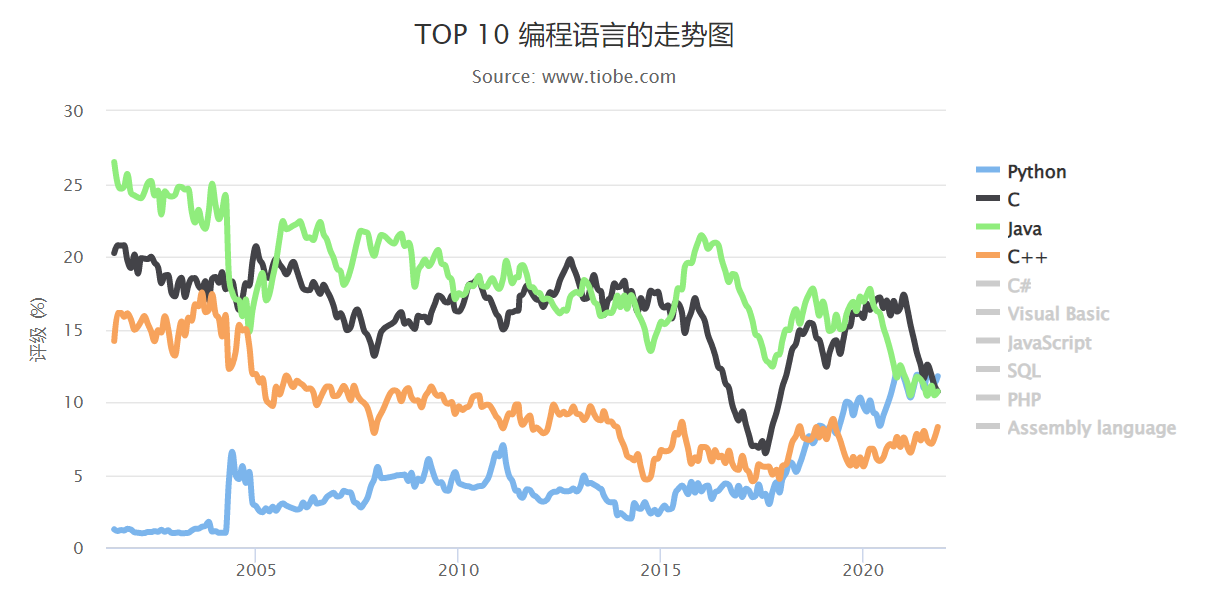 TOP 10 编程语言的走势图
Source: www.tiobe.com
评级 (%)
30
25
20
15
10
5
0
2005
2010
2015
2020
Python
C
Java
C++
C#
Visual Basic
JavaScript
SQL
PHP
Assembly language